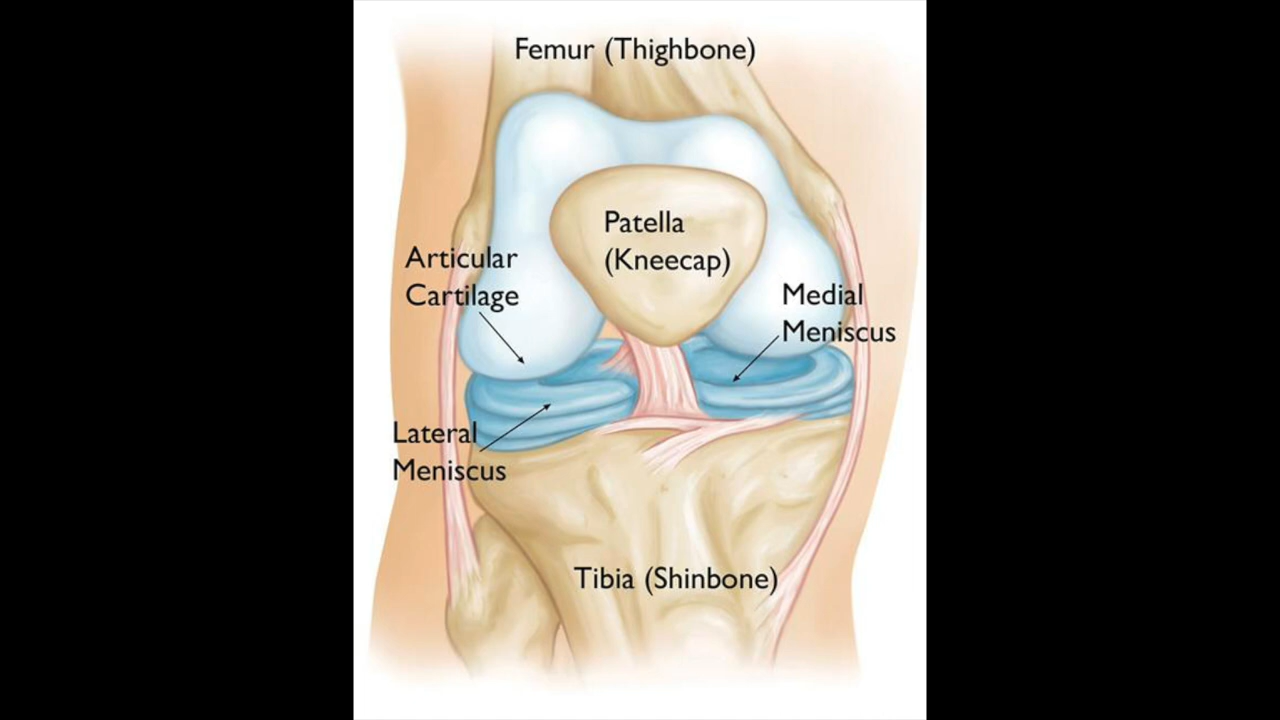 Femur (Thighbone)
Patella
(Kneecap)
Articular
Cartilage
Medial
Meniscus
Lateral
Meniscus
Tibia (Shinbone)